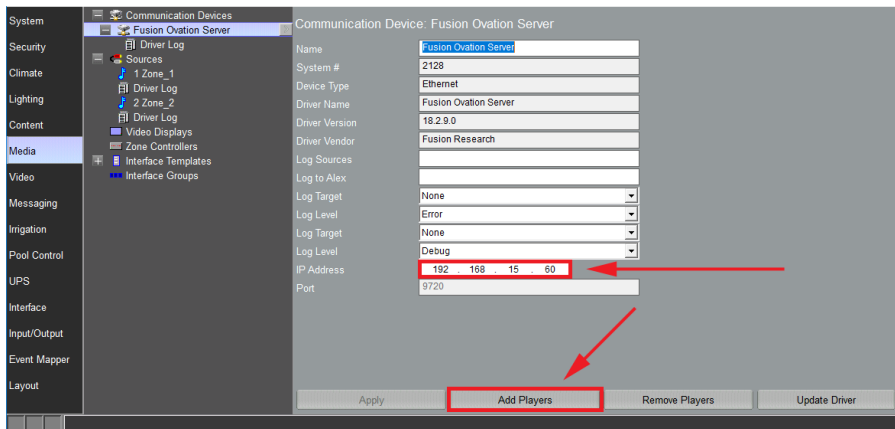 System
Security
Climate
Lighting
Content
Media
Video
Messaging
Irrigation
Pool Control
UPS
Interface
Input/Output
Event Mapper
Layout
Communication Devices
Fusion Ovation Server
Driver Log
Sources
1 Zone_1
Driver Log
2 Zone_2
Driver Log
Video Displays
Zone Controllers
Interface Templates
Interface Groups
Communication Device: Fusion Ovation Server
Name Fusion Ovation Server
System # 2128
Device Type Ethernet
Driver Name Fusion Ovation Server
Driver Version 18.2.9.0
Driver Vendor Fusion Research
Log Sources
Log to Alex
Log Target None
Log Level Error
Log Target None
Log Level Debug
IP Address 192 . 168 . 15 . 60
Port 9720
Apply Add Players Remove Players Update Driver